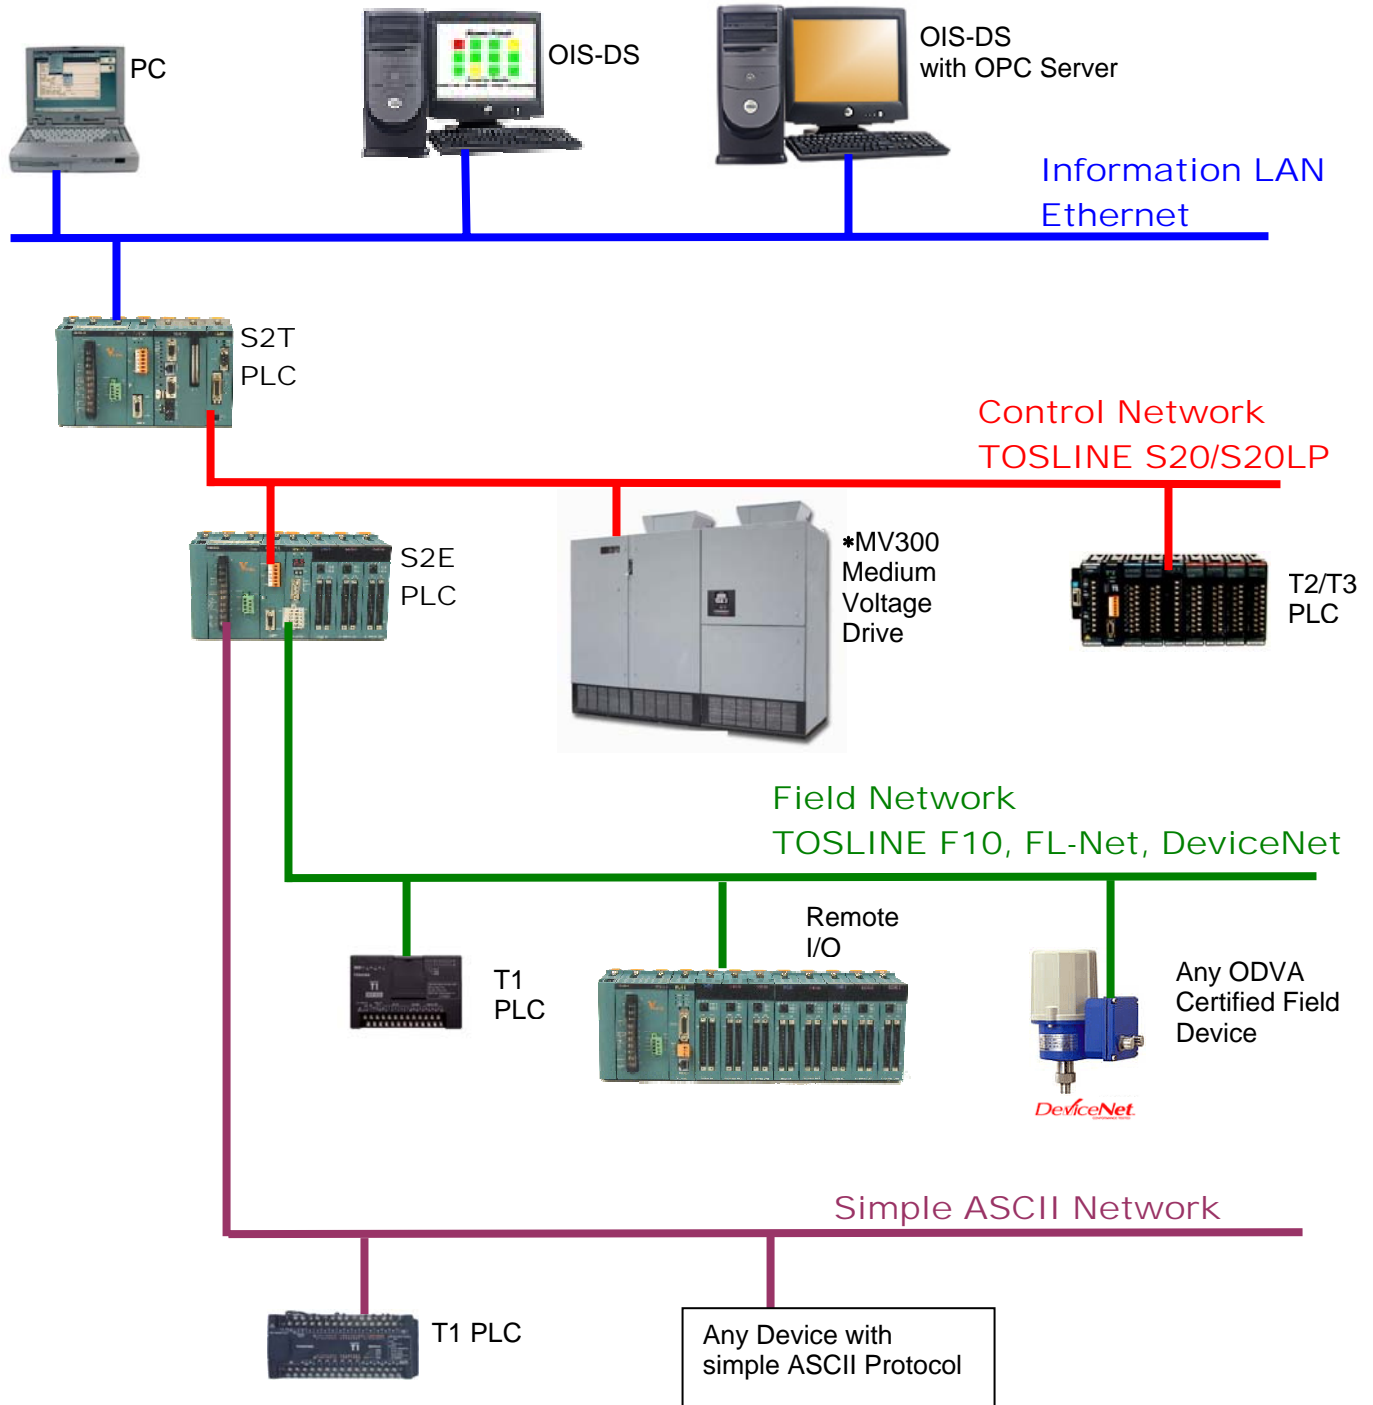 PC
OIS-DS
OIS-DS
with OPC Server
Information LAN
Ethernet
S2T
PLC
Control Network
TOSLINE S20/S20LP
S2E
PLC
*MV300
Medium
Voltage
Drive
T2/T3
PLC
Field Network
TOSLINE F10, FL-Net, DeviceNet
Remote
I/O
T1
PLC
Any ODVA
Certified Field
Device
DeviceNet
Simple ASCII Network
T1 PLC
Any Device with
simple ASCII Protocol